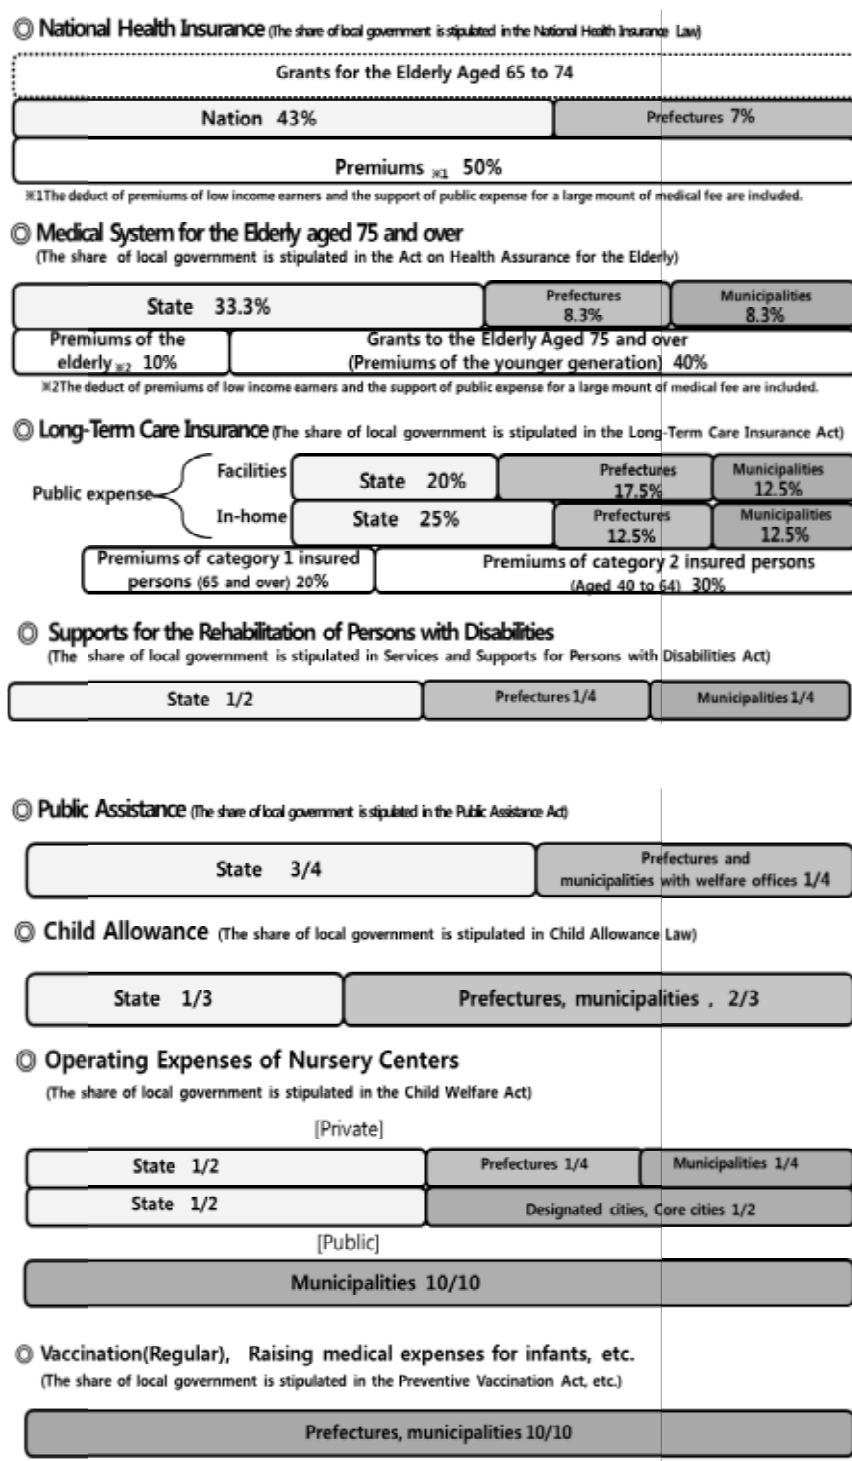 ◎ National Health Insurance (The share of local government is stipulated in the National Health Insurance Law)
Grants for the Elderly Aged 65 to 74
Nation 43%
Prefectures 7%
Premiums ※1 50%
※1The deduct of premiums of low income earners and the support of public expense for a large mount of medical fee are included.
◎ Medical System for the Elderly aged 75 and over
(The share of local government is stipulated in the Act on Health Assurance for the Elderly)
State 33.3%
Prefectures
8.3%
Municipalities
8.3%
Premiums of the
elderly ※2 10%
Grants to the Elderly Aged 75 and over
(Premiums of the younger generation) 40%
※2The deduct of premiums of low income earners and the support of public expense for a large mount of medical fee are included.
◎ Long-Term Care Insurance (The share of local government is stipulated in the Long-Term Care Insurance Act)
Public expense
Facilities
State 20%
Prefectures
17.5%
Municipalities
12.5%
In-home
State 25%
Prefectures
12.5%
Municipalities
12.5%
Premiums of category 1 insured
persons (65 and over) 20%
Premiums of category 2 insured persons
(Aged 40 to 64) 30%
◎ Supports for the Rehabilitation of Persons with Disabilities
(The share of local government is stipulated in Services and Supports for Persons with Disabilities Act)
State 1/2
Prefectures 1/4
Municipalities 1/4
◎ Public Assistance (The share of local government is stipulated in the Public Assistance Act)
State 3/4
Prefectures and
municipalities with welfare offices 1/4
◎ Child Allowance (The share of local government is stipulated in Child Allowance Law)
State 1/3
Prefectures, municipalities , 2/3
◎ Operating Expenses of Nursery Centers
(The share of local government is stipulated in the Child Welfare Act)
[Private]
State 1/2
Prefectures 1/4
Municipalities 1/4
State 1/2
Designated cities, Core cities 1/2
[Public]
Municipalities 10/10
◎ Vaccination(Regular), Raising medical expenses for infants, etc.
(The share of local government is stipulated in the Preventive Vaccination Act, etc.)
Prefectures, municipalities 10/10